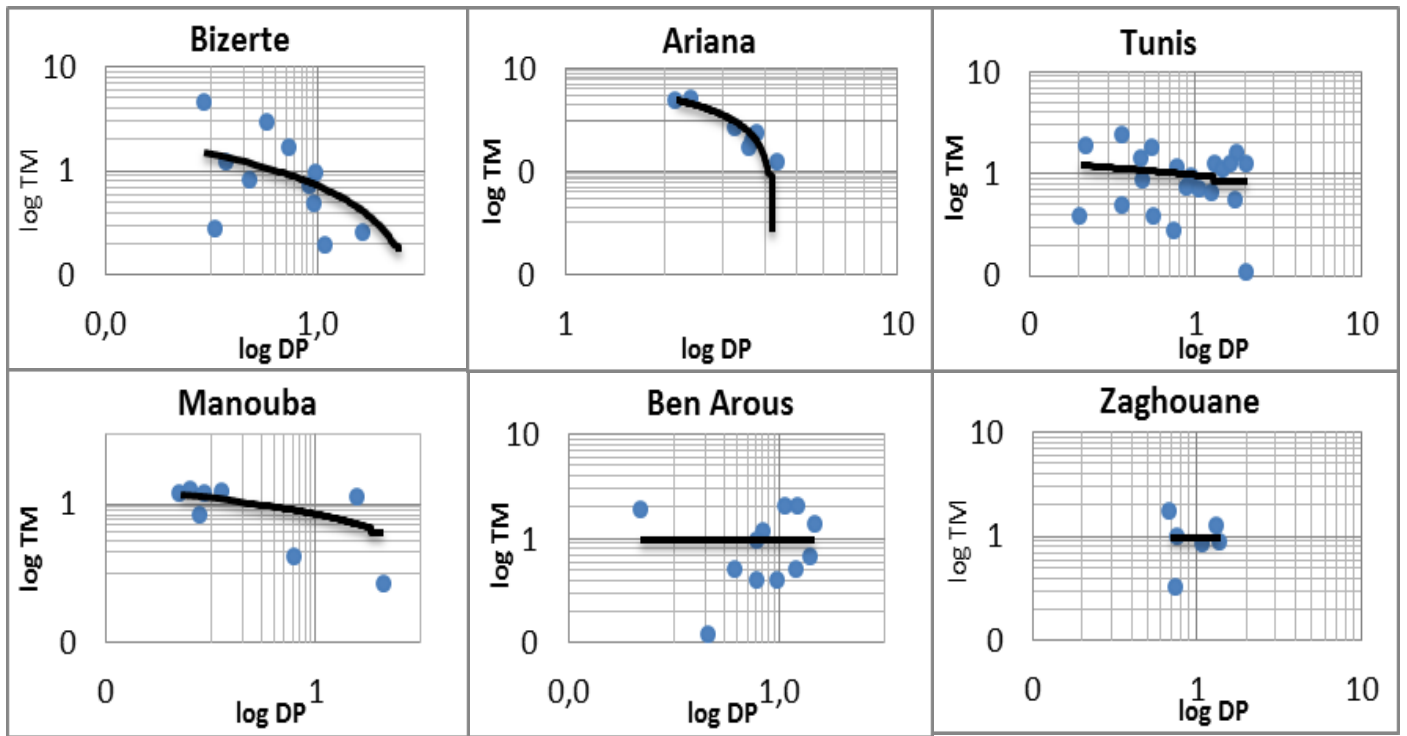 Bizerte
10
1
0
log TM
0,0 1,0
log DP
Ariana
10
0
0
log TM
1 10
log DP
Tunis
10
1
0
log TM
0 1 10
log DP
Manouba
1
0
log TM
0 1
log DP
Ben Arous
10
1
0
log TM
0,0 1,0
log DP
Zaghouane
10
1
0
log TM
0 1 10
log DP